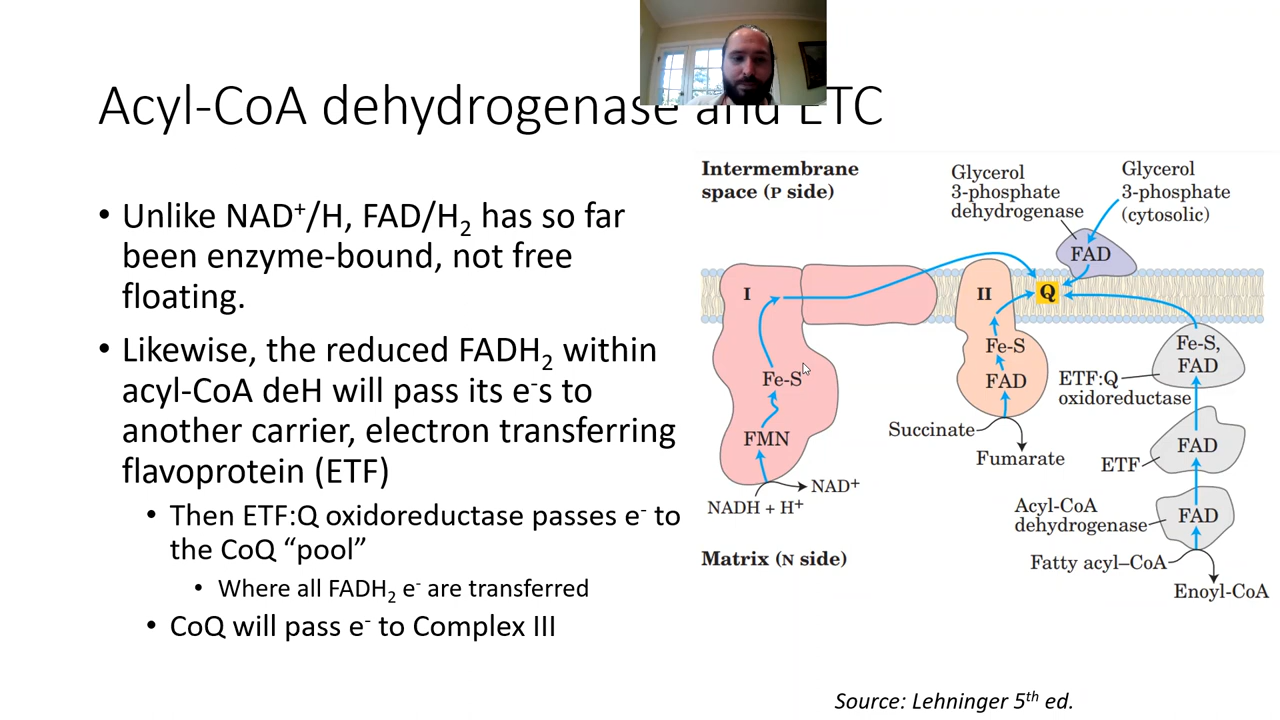 Acyl-CoA dehydrogenase and ETC
• Unlike NAD⁺/H, FAD/H₂ has so far
been enzyme-bound, not free
floating.
• Likewise, the reduced FADH₂ within
acyl-CoA deH will pass its e⁻s to
another carrier, electron transferring
flavoprotein (ETF)
• Then ETF:Q oxidoreductase passes e⁻ to
the CoQ “pool”
• Where all FADH₂ e⁻ are transferred
• CoQ will pass e⁻ to Complex III
Intermembrane
space (P side)
Glycerol
3-phosphate
dehydrogenase
Glycerol
3-phosphate
(cytosolic)
FAD
I
II
Q
Fe-S
FMN
NADH + H⁺
NAD⁺
Fe-S
FAD
Succinate
Fumarate
Fe-S,
FAD
ETF:Q
oxidoreductase
FAD
ETF
Acyl-CoA
dehydrogenase
FAD
Fatty acyl–CoA
Enoyl-CoA
Matrix (N side)
Source: Lehninger 5ᵗʰ ed.